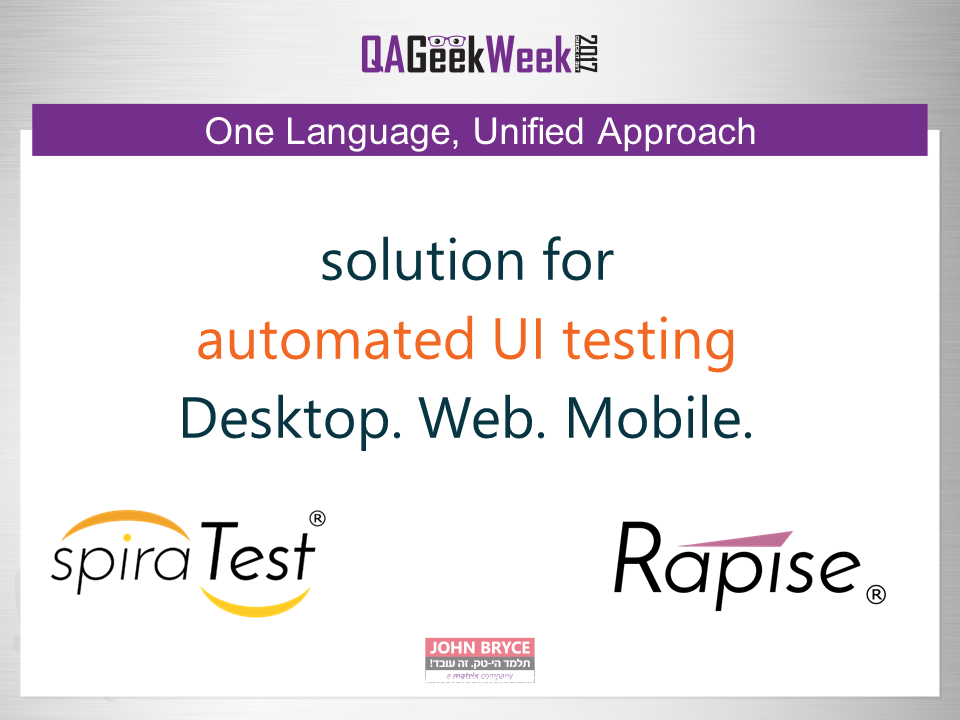 QAGeekWeek 2017
One Language, Unified Approach
solution for
automated UI testing
Desktop. Web. Mobile.
spiraTest®
Rapise®
JOHN BRYCE
תלמד הי-טק. זה עובד!
a matrix company